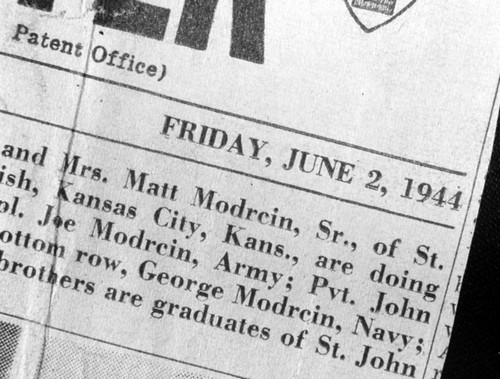 Patent Office)
FRIDAY, JUNE 2, 1944
and Mrs. Matt Modrcin, Sr., of St.
ish, Kansas City, Kans., are doing
pl. Joe Modrcin, Army; Pvt. John
ottom row, George Modrcin, Navy;
brothers are graduates of St. John